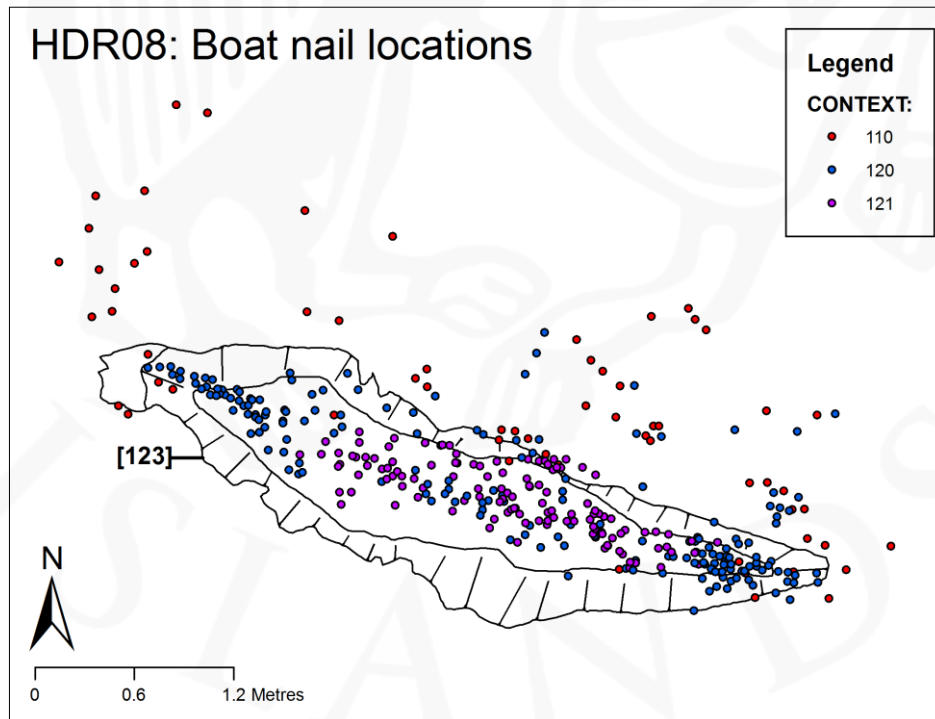 HDR08: Boat nail locations
Legend
CONTEXT:
110
120
121
[123]
N
0 0.6 1.2 Metres